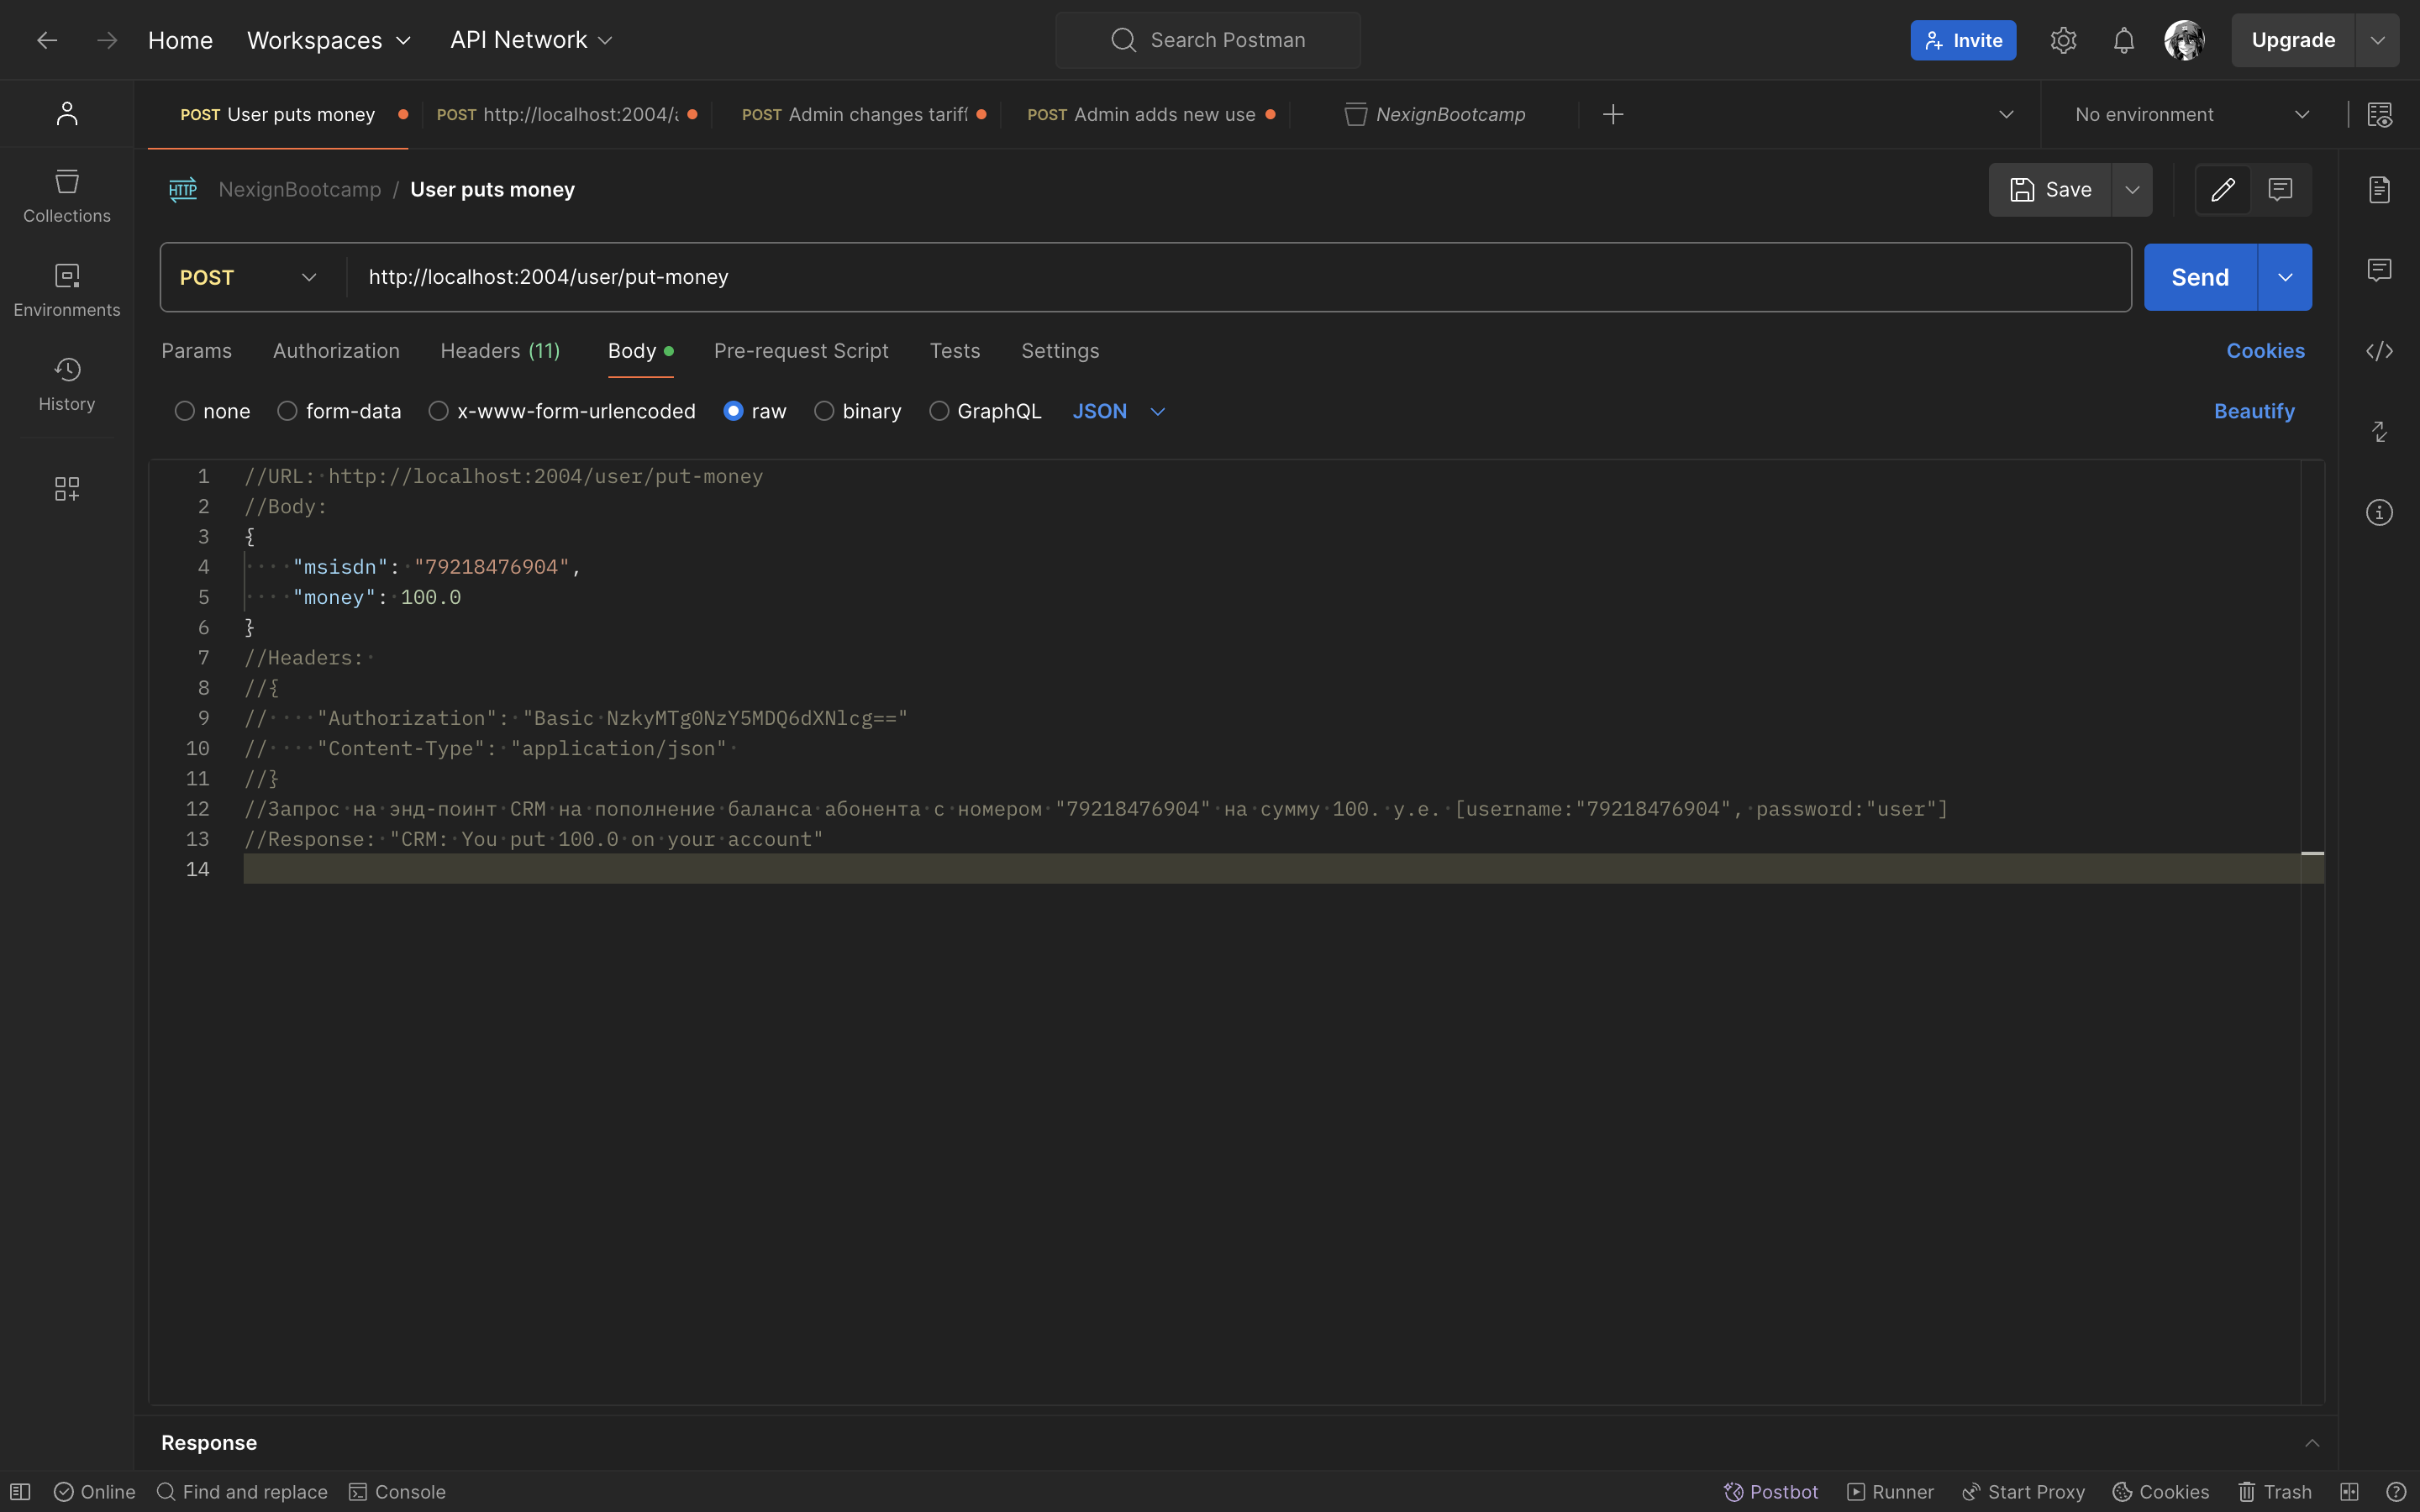 Home Workspaces API Network Search Postman Invite Upgrade
POST User puts money POST http://localhost:2004/ POST Admin changes tarif POST Admin adds new use NexignBootcamp No environment
HTTP NexignBootcamp / User puts money Save
POST http://localhost:2004/user/put-money Send
Params Authorization Headers (11) Body Pre-request Script Tests Settings Cookies
none form-data x-www-form-urlencoded raw binary GraphQL JSON Beautify
Collections
Environments
History
1 //URL: http://localhost:2004/user/put-money
2 //Body:
3 {
4 "msisdn": "79218476904",
5 "money": 100.0
6 }
7 //Headers:
8 //{
9 // "Authorization": "Basic NzkyMTg0NzY5MDQ6dXNlcg=="
10 // "Content-Type": "application/json"
11 //}
12 //Запрос на энд-поинт CRM на пополнение баланса абонента с номером "79218476904" на сумму 100. у.е. [username:"79218476904", password:"user"]
13 //Response: "CRM: You put 100.0 on your account"
14
Response
Online Find and replace Console Postbot Runner Start Proxy Cookies Trash